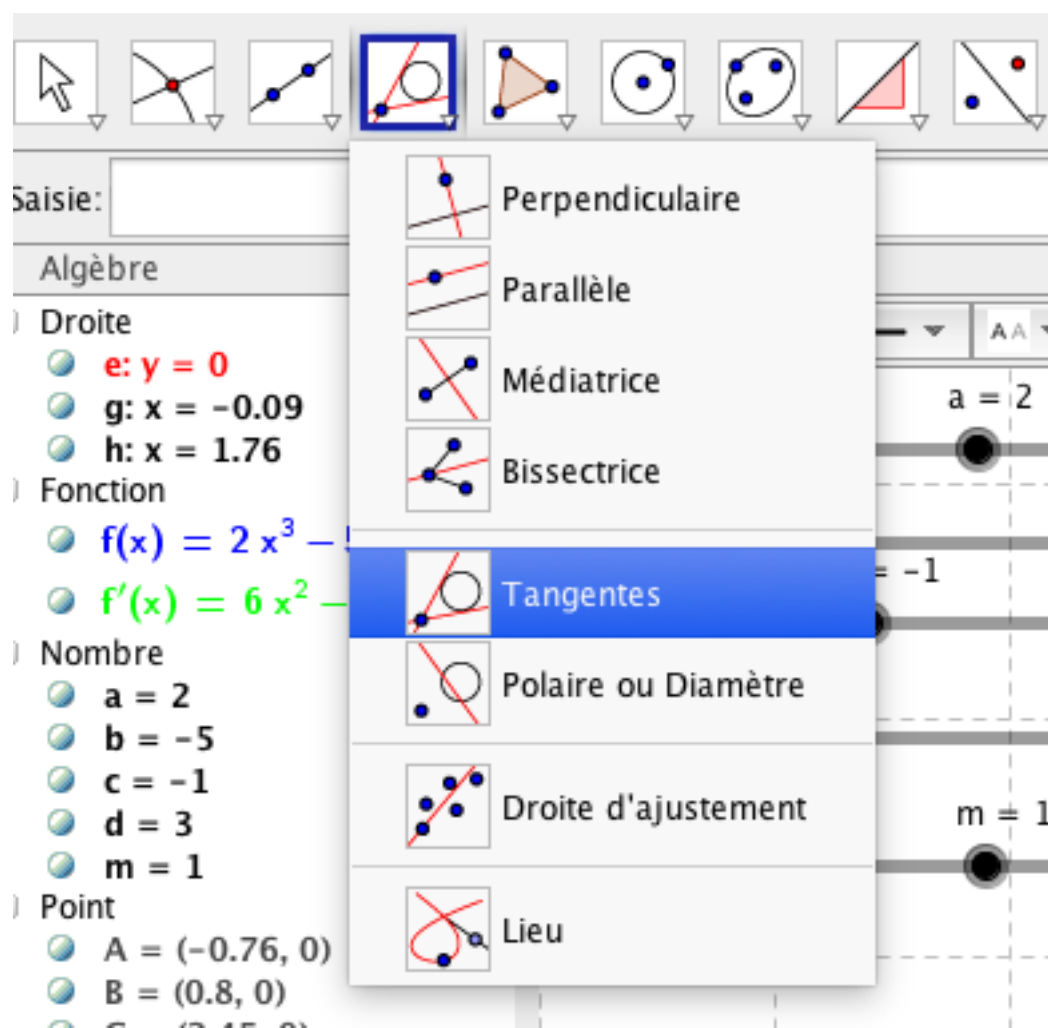 Saisie:
Algèbre
Droite
e: y = 0
g: x = -0.09
h: x = 1.76
Fonction
f(x) = 2 x³ –
f′(x) = 6 x² –
Nombre
a = 2
b = -5
c = -1
d = 3
m = 1
Point
A = (-0.76, 0)
B = (0.8, 0)
Perpendiculaire
Parallèle
Médiatrice
Bissectrice
Tangentes
Polaire ou Diamètre
Droite d'ajustement
Lieu
AA
a = 2
= -1
m = 1